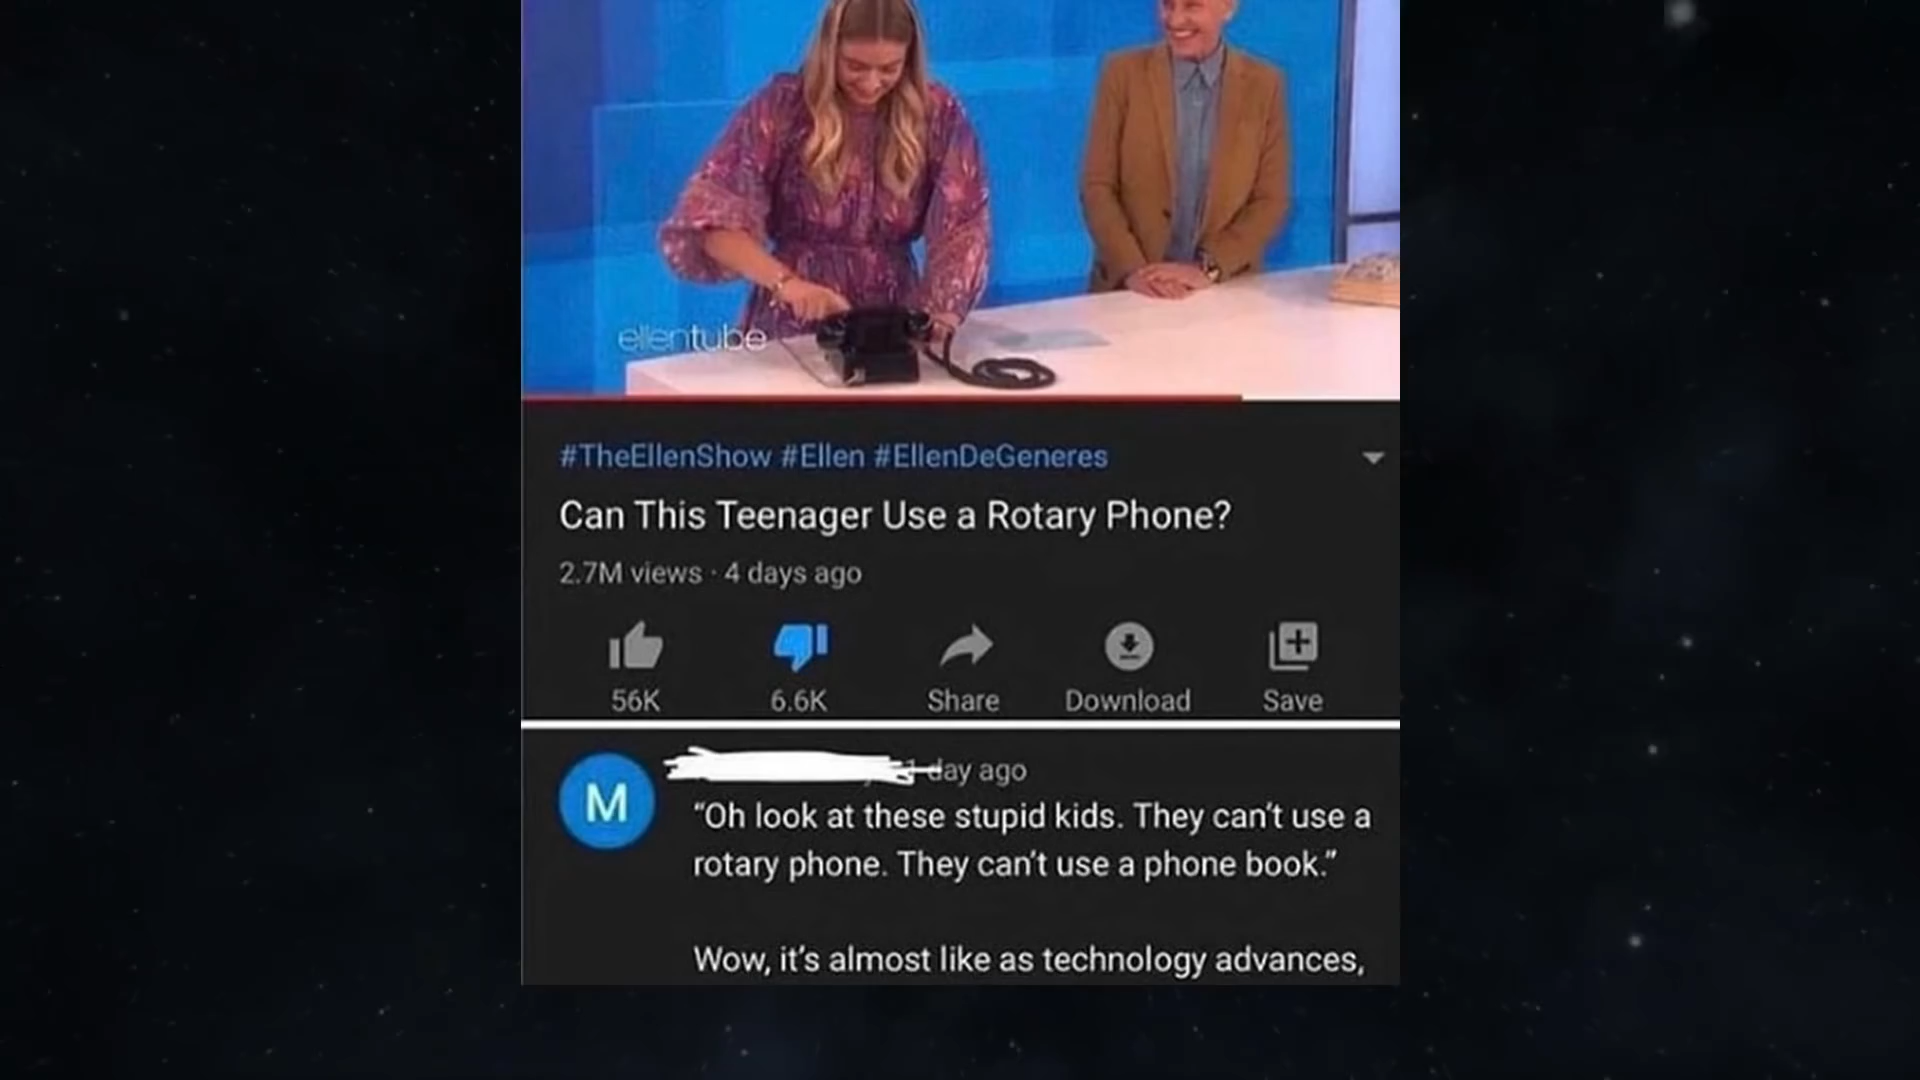 ellentube
#TheEllenShow #Ellen #EllenDeGeneres
Can This Teenager Use a Rotary Phone?
2.7M views · 4 days ago
56K
6.6K
Share
Download
Save
M
day ago
“Oh look at these stupid kids. They can’t use a
rotary phone. They can’t use a phone book.”
Wow, it’s almost like as technology advances,